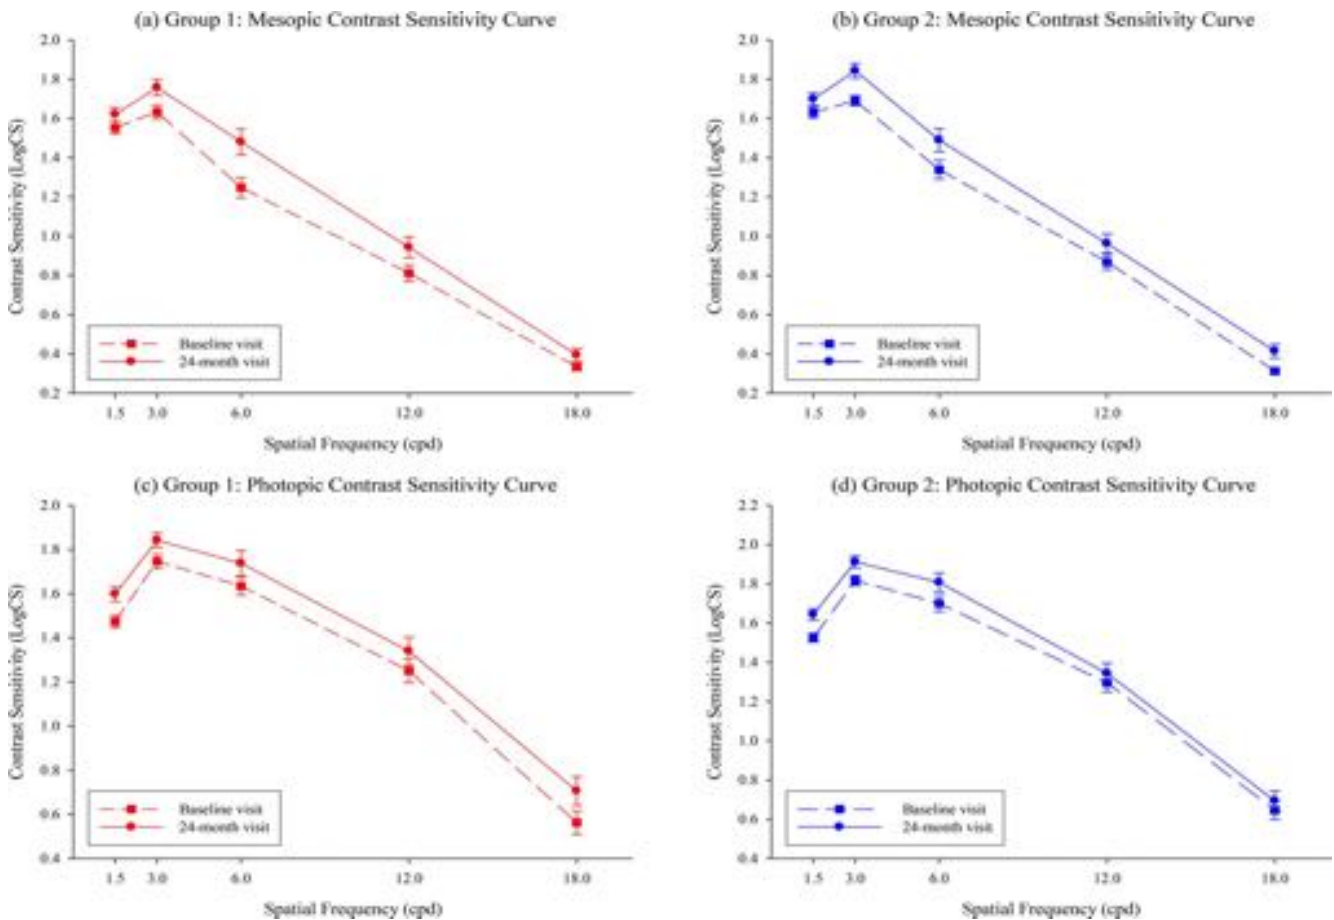 (a) Group 1: Mesopic Contrast Sensitivity Curve
2.0
1.8
1.6
1.4
1.2
1.0
0.8
0.6
0.4
0.2
Contrast Sensitivity (LogCS)
Baseline visit
24-month visit
1.5 3.0 6.0 12.0 18.0
Spatial Frequency (cpd)
(b) Group 2: Mesopic Contrast Sensitivity Curve
2.0
1.8
1.6
1.4
1.2
1.0
0.8
0.6
0.4
0.2
Contrast Sensitivity (LogCS)
Baseline visit
24-month visit
1.5 3.0 6.0 12.0 18.0
Spatial Frequency (cpd)
(c) Group 1: Photopic Contrast Sensitivity Curve
2.0
1.8
1.6
1.4
1.2
1.0
0.8
0.6
0.4
Contrast Sensitivity (LogCS)
Baseline visit
24-month visit
1.5 3.0 6.0 12.0 18.0
Spatial Frequency (cpd)
(d) Group 2: Photopic Contrast Sensitivity Curve
2.2
2.0
1.8
1.6
1.4
1.2
1.0
0.8
0.6
0.4
Contrast Sensitivity (LogCS)
Baseline visit
24-month visit
1.5 3.0 6.0 12.0 18.0
Spatial Frequency (cpd)